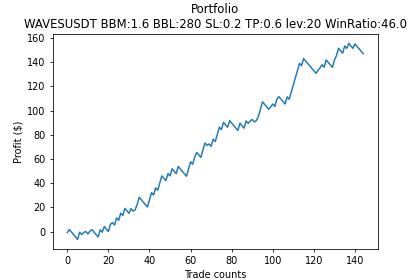 Portfolio
WAVESUSDT BBM:1.6 BBL:280 SL:0.2 TP:0.6 lev:20 WinRatio:46.0
160
140
120
100
80
60
40
20
0
Profit ($)
0 20 40 60 80 100 120 140
Trade counts